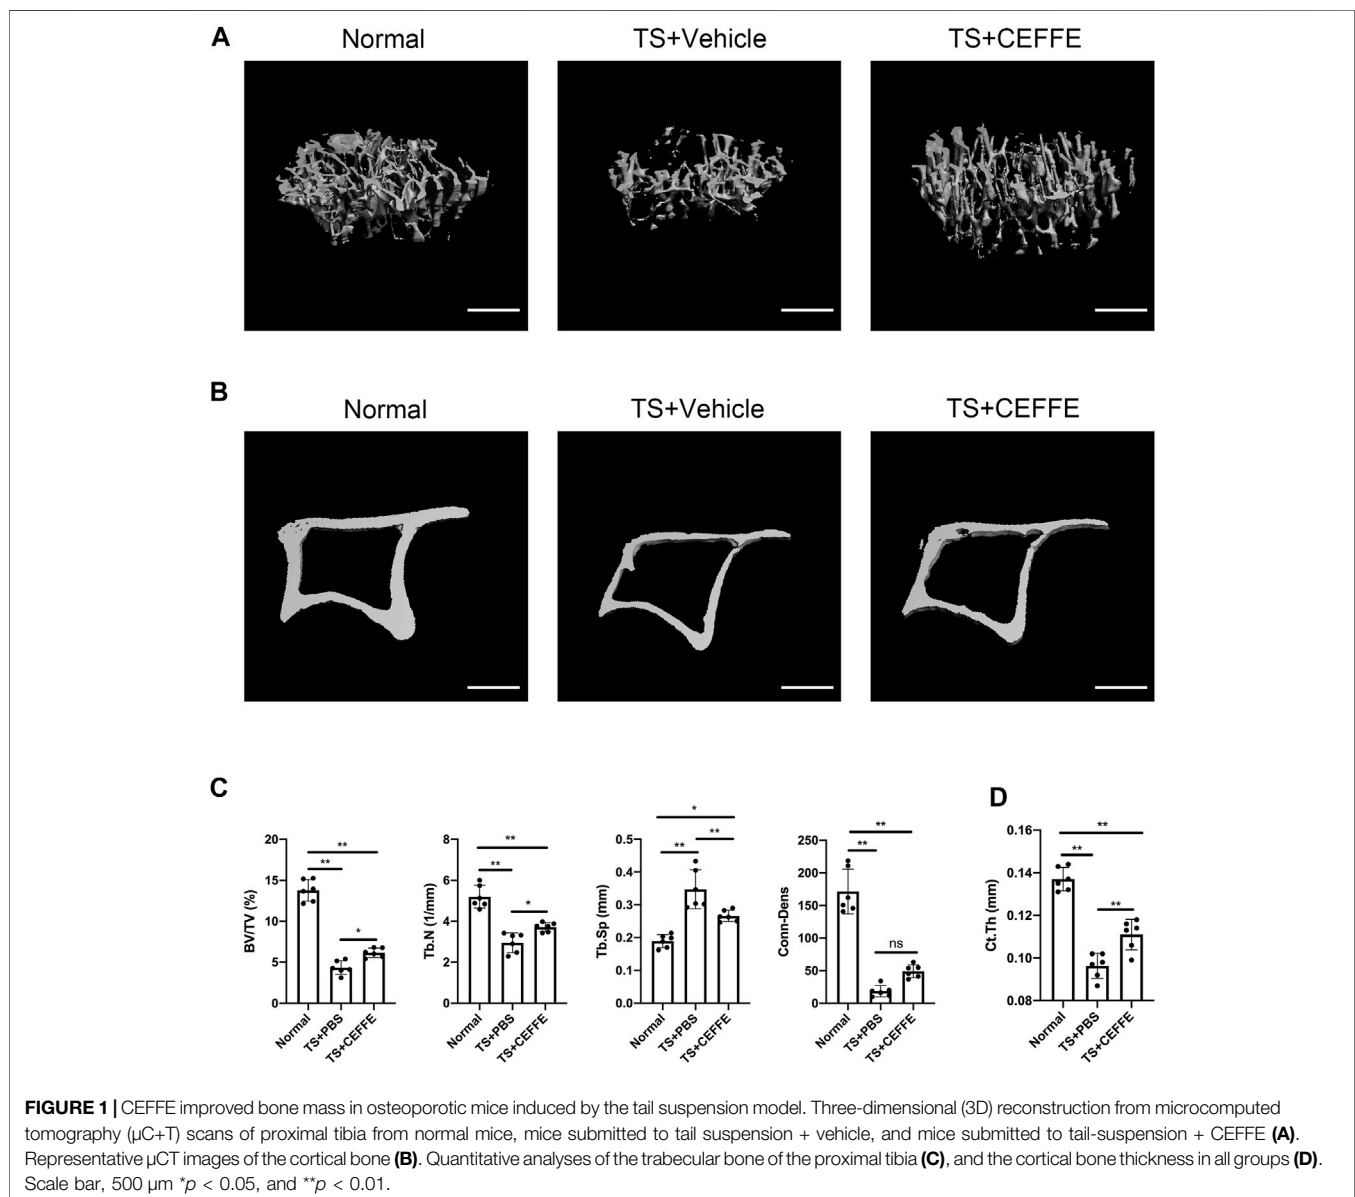 A
Normal
TS+Vehicle
TS+CEFFE
B
Normal
TS+Vehicle
TS+CEFFE
C
BV/TV (%)
20
15
10
5
0
**
**
*
Normal
TS+PBS
TS+CEFFE
Tb.N (1/mm)
8
6
4
2
0
**
**
*
Normal
TS+PBS
TS+CEFFE
Tb.Sp (mm)
0.5
0.4
0.3
0.2
0.1
0.0
*
**
**
Normal
TS+PBS
TS+CEFFE
Conn-Dens
250
200
150
100
50
0
**
**
ns
Normal
TS+PBS
TS+CEFFE
D
Ct.Th (mm)
0.16
0.14
0.12
0.10
0.08
**
**
**
Normal
TS+PBS
TS+CEFFE
FIGURE 1 | CEFFE improved bone mass in osteoporotic mice induced by the tail suspension model. Three-dimensional (3D) reconstruction from microcomputed
tomography (µC+T) scans of proximal tibia from normal mice, mice submitted to tail suspension + vehicle, and mice submitted to tail-suspension + CEFFE (A).
Representative µCT images of the cortical bone (B). Quantitative analyses of the trabecular bone of the proximal tibia (C), and the cortical bone thickness in all groups (D).
Scale bar, 500 µm *p < 0.05, and **p < 0.01.